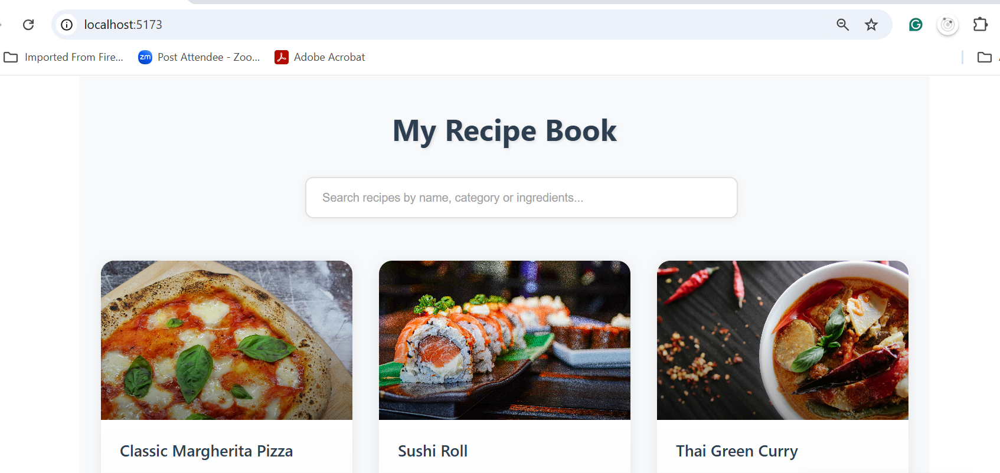 localhost:5173
Imported From Fire...
zm Post Attendee - Zoo...
Adobe Acrobat
My Recipe Book
Search recipes by name, category or ingredients...
Classic Margherita Pizza
Sushi Roll
Thai Green Curry